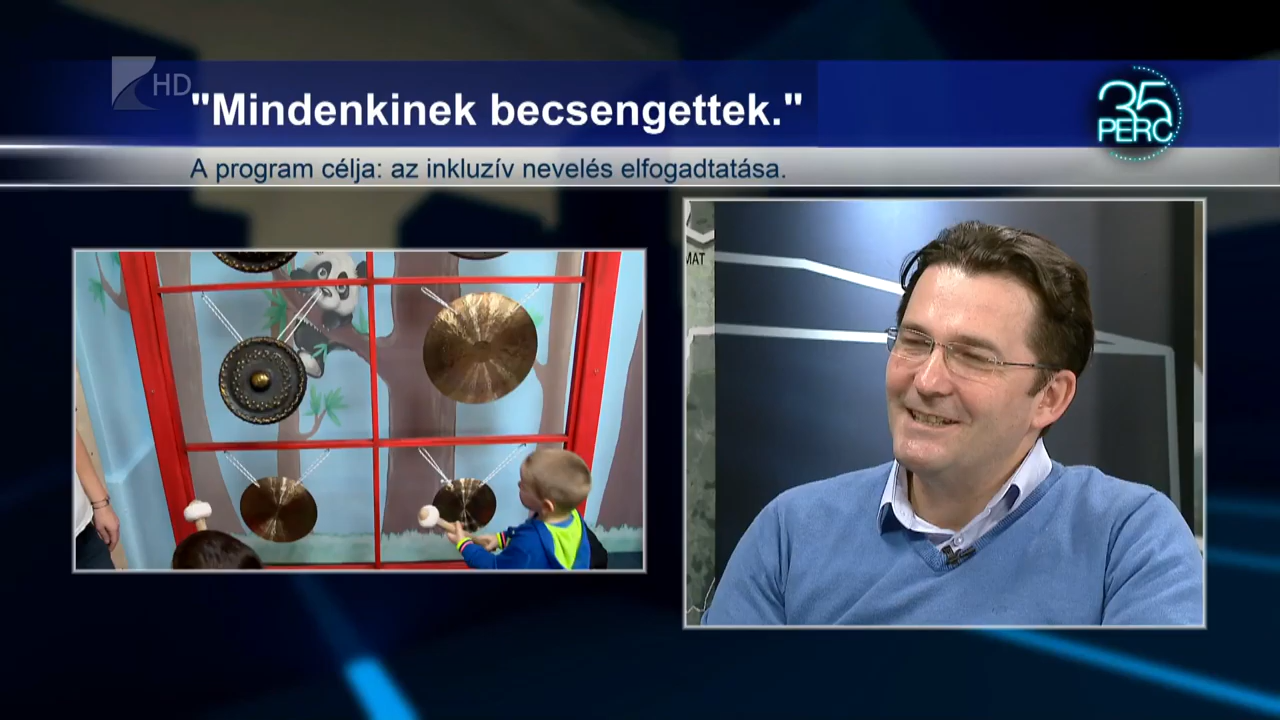 HD
"Mindenkinek becsengettek."
35
PERC
A program célja: az inkluzív nevelés elfogadtatása.
MAT